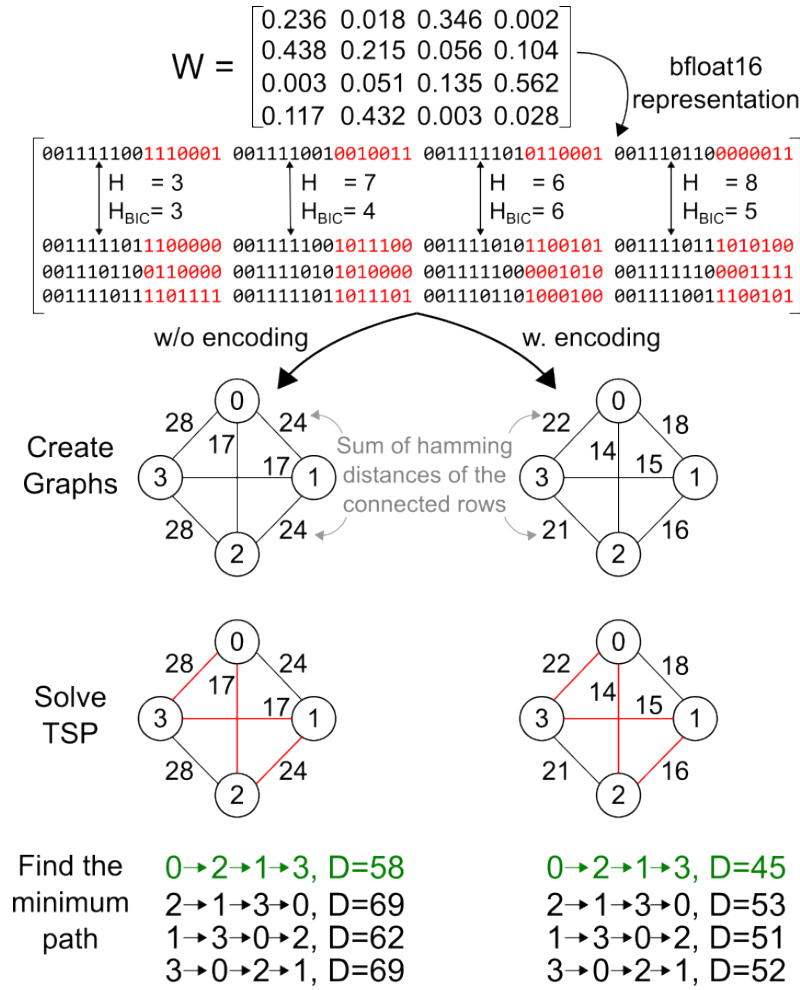 W =
0.236 0.018 0.346 0.002
0.438 0.215 0.056 0.104
0.003 0.051 0.135 0.562
0.117 0.432 0.003 0.028
bfloat16
representation
0011111001110001 0011110010010011 0011111010110001 0011101100000011
H = 3 H = 7 H = 6 H = 8
HBIC= 3 HBIC= 4 HBIC= 6 HBIC= 5
0011111011100000 0011111001011100 0011110101100101 0011110111010100
0011101100110000 0011110101010000 0011111000001010 0011111100001111
0011110111101111 0011111011011101 0011101101000100 0011110011100101
w/o encoding w. encoding
Create
Graphs
0
28 24
17
3 17 1
28 24
2
Sum of hamming
distances of the
connected rows
0
22 18
14
3 15 1
21 16
2
Solve
TSP
0
28 24
17
3 17 1
28 24
2
0
22 18
14
3 15 1
21 16
2
Find the
minimum
path
0→2→1→3, D=58
2→1→3→0, D=69
1→3→0→2, D=62
3→0→2→1, D=69
0→2→1→3, D=45
2→1→3→0, D=53
1→3→0→2, D=51
3→0→2→1, D=52